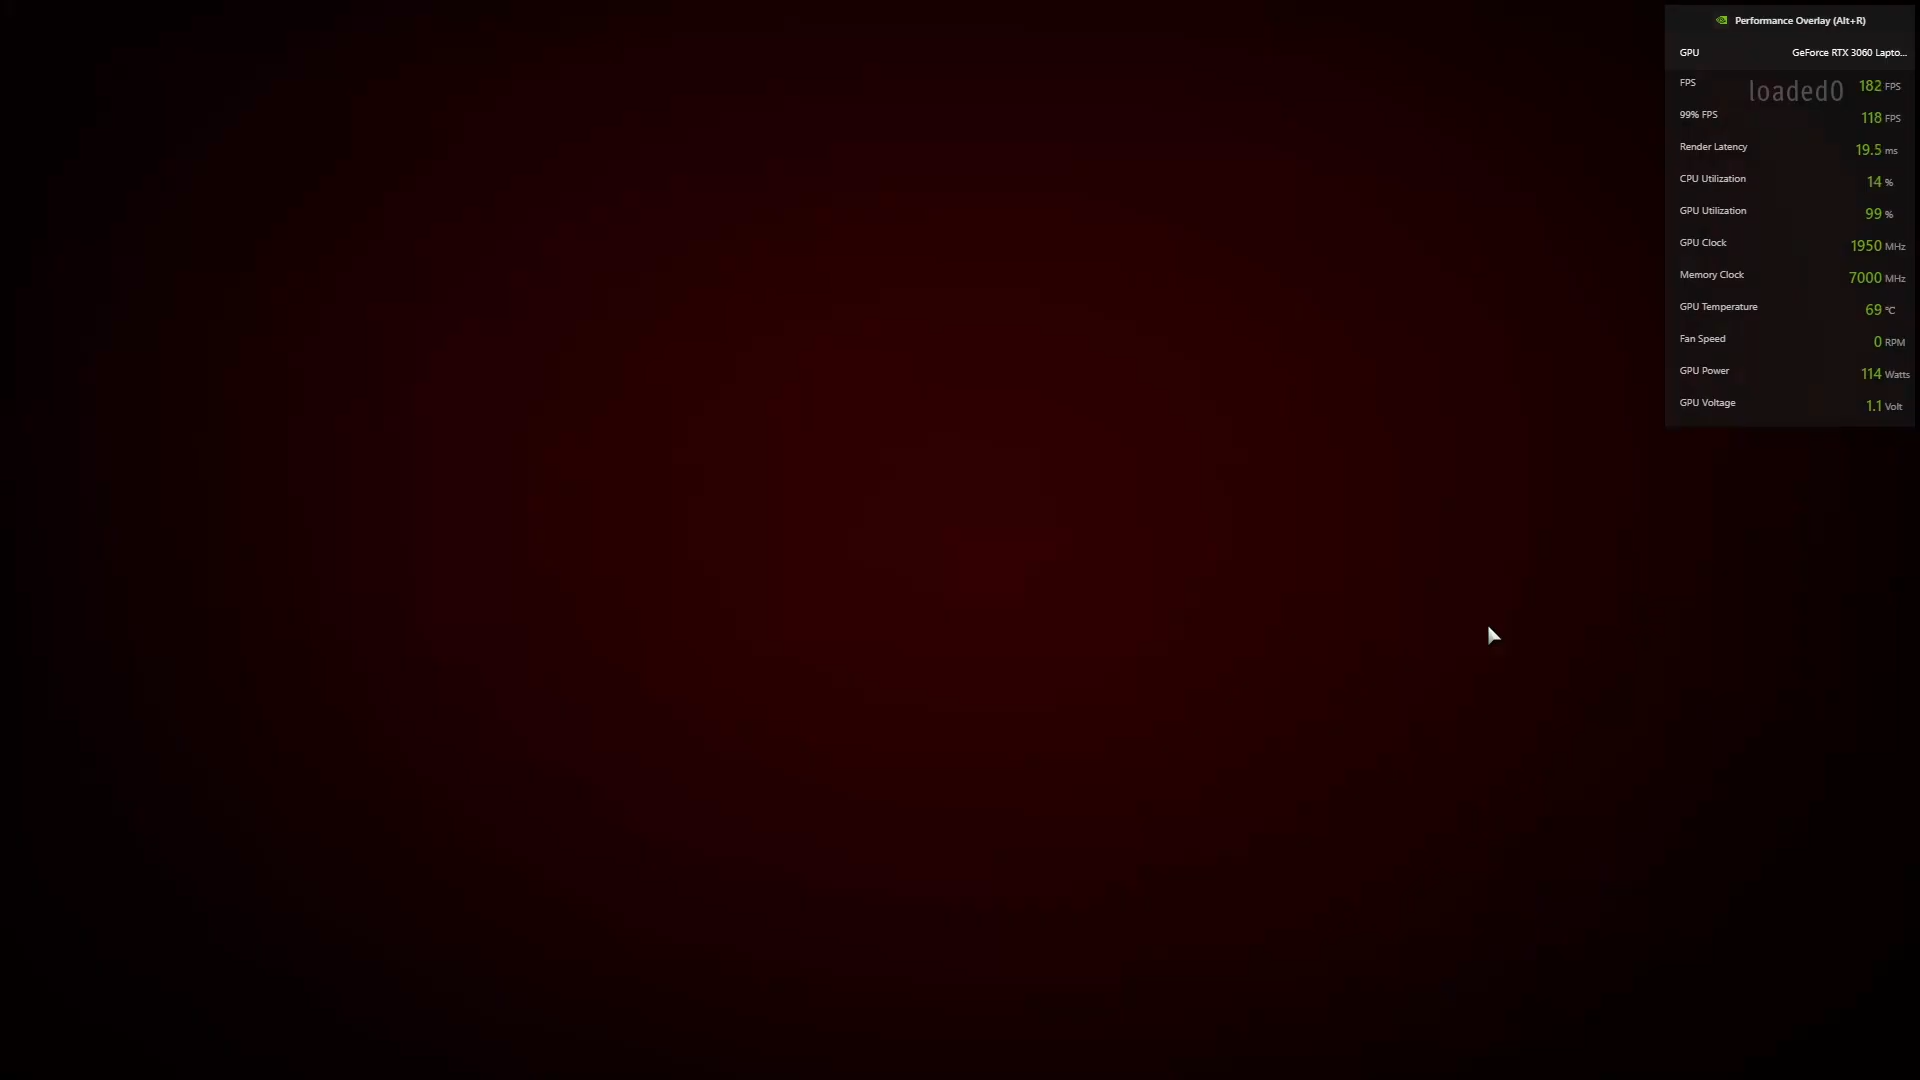 Performance Overlay (Alt+R)
GPU GeForce RTX 3060 Lapto...
FPS 182 FPS
loaded0
99% FPS 118 FPS
Render Latency 19.5 ms
CPU Utilization 14 %
GPU Utilization 99 %
GPU Clock 1950 MHz
Memory Clock 7000 MHz
GPU Temperature 69 °C
Fan Speed 0 RPM
GPU Power 114 Watts
GPU Voltage 1.1 Volt